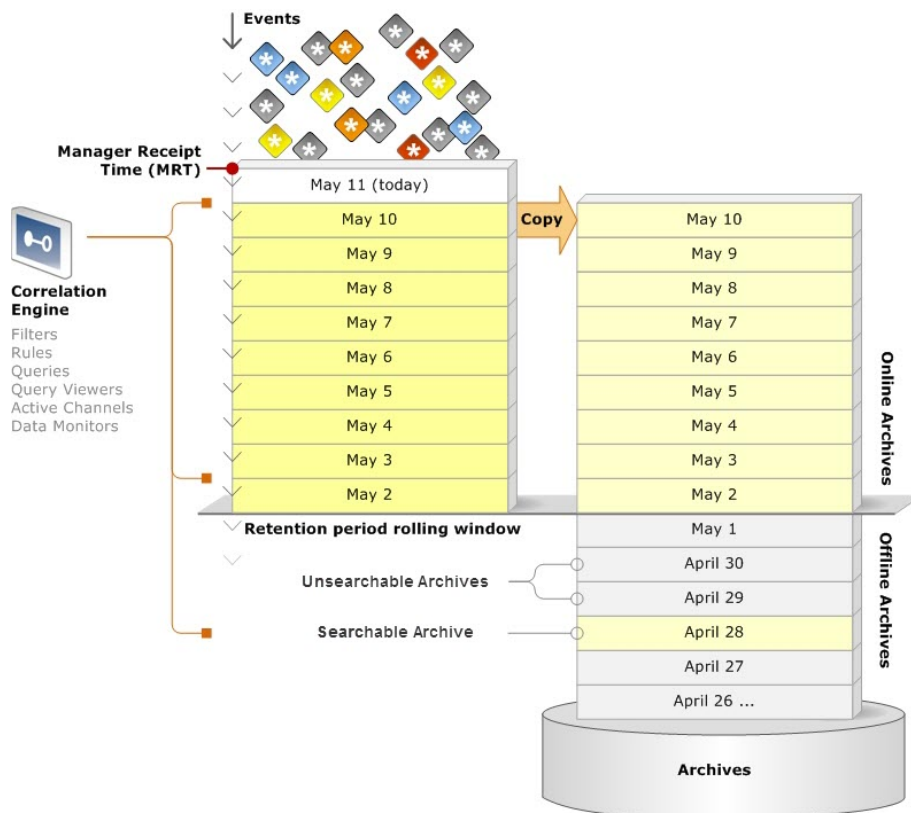 Events
Manager Receipt
Time (MRT)
May 11 (today)
May 10
May 9
May 8
May 7
May 6
May 5
May 4
May 3
May 2
Retention period rolling window
Correlation
Engine
Filters
Rules
Queries
Query Viewers
Active Channels
Data Monitors
Copy
May 10
May 9
May 8
May 7
May 6
May 5
May 4
May 3
May 2
May 1
April 30
April 29
April 28
April 27
April 26 ...
Online Archives
Offline Archives
Unsearchable Archives
Searchable Archive
Archives